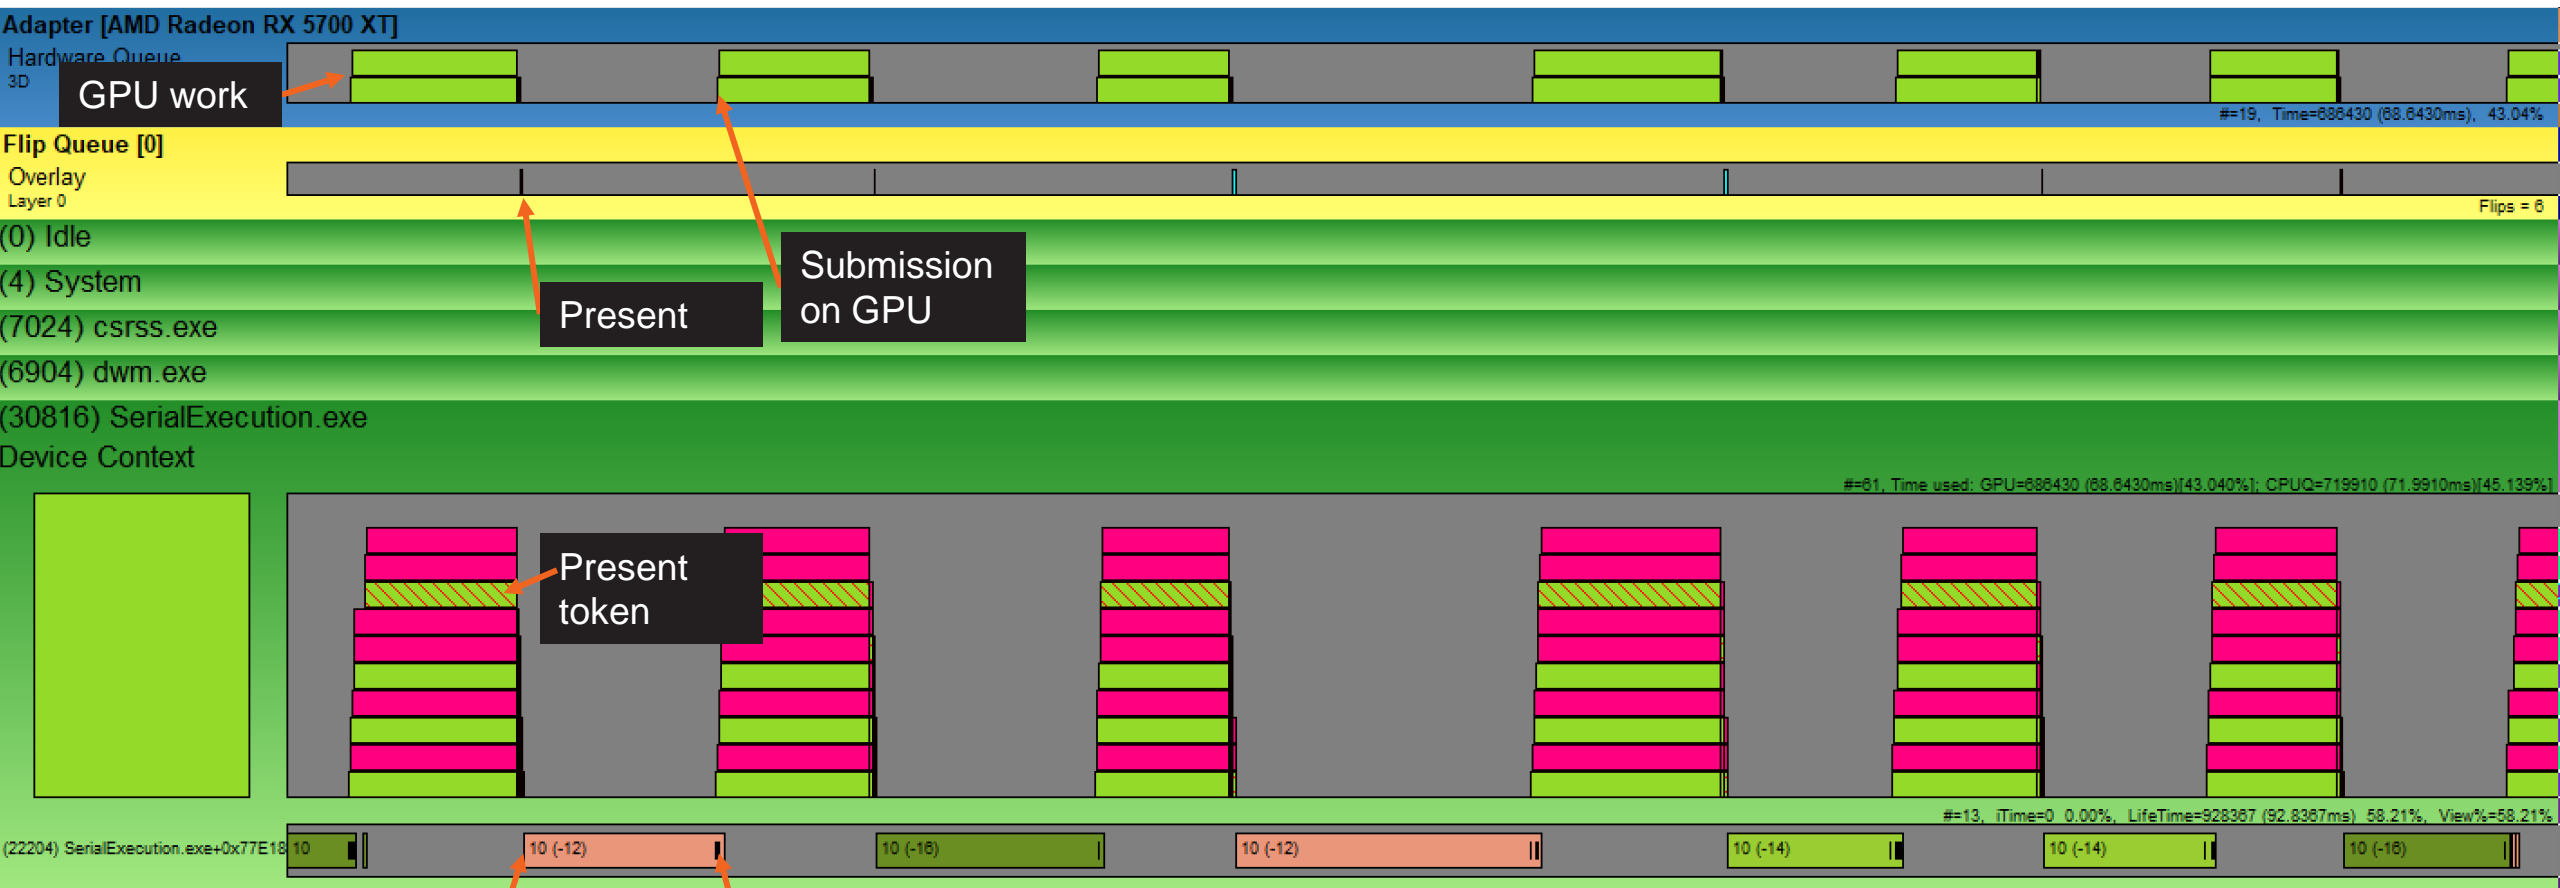 Adapter [AMD Radeon RX 5700 XT]
Hardware Queue
3D
GPU work
#=19, Time=686430 (68.6430ms), 43.04%
Flip Queue [0]
Overlay
Layer 0
Flips = 6
(0) Idle
(4) System
(7024) csrss.exe
(6904) dwm.exe
(30816) SerialExecution.exe
Present
Submission
on GPU
Device Context
#=61, Time used: GPU=686430 (68.6430ms)[43.040%]; CPUQ=719910 (71.9910ms)[45.139%]
Present
token
#=13, iTime=0 0.00%, LifeTime=928367 (92.8367ms) 58.21%, View%=58.21%
(22204) SerialExecution.exe+0x77E18
10
10 (-12)
10 (-16)
10 (-12)
10 (-14)
10 (-14)
10 (-16)